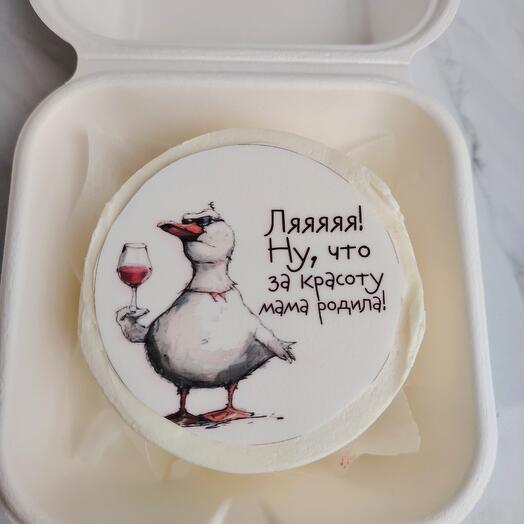 Ляяяяя!
Ну, что
за красоту
мама родила!